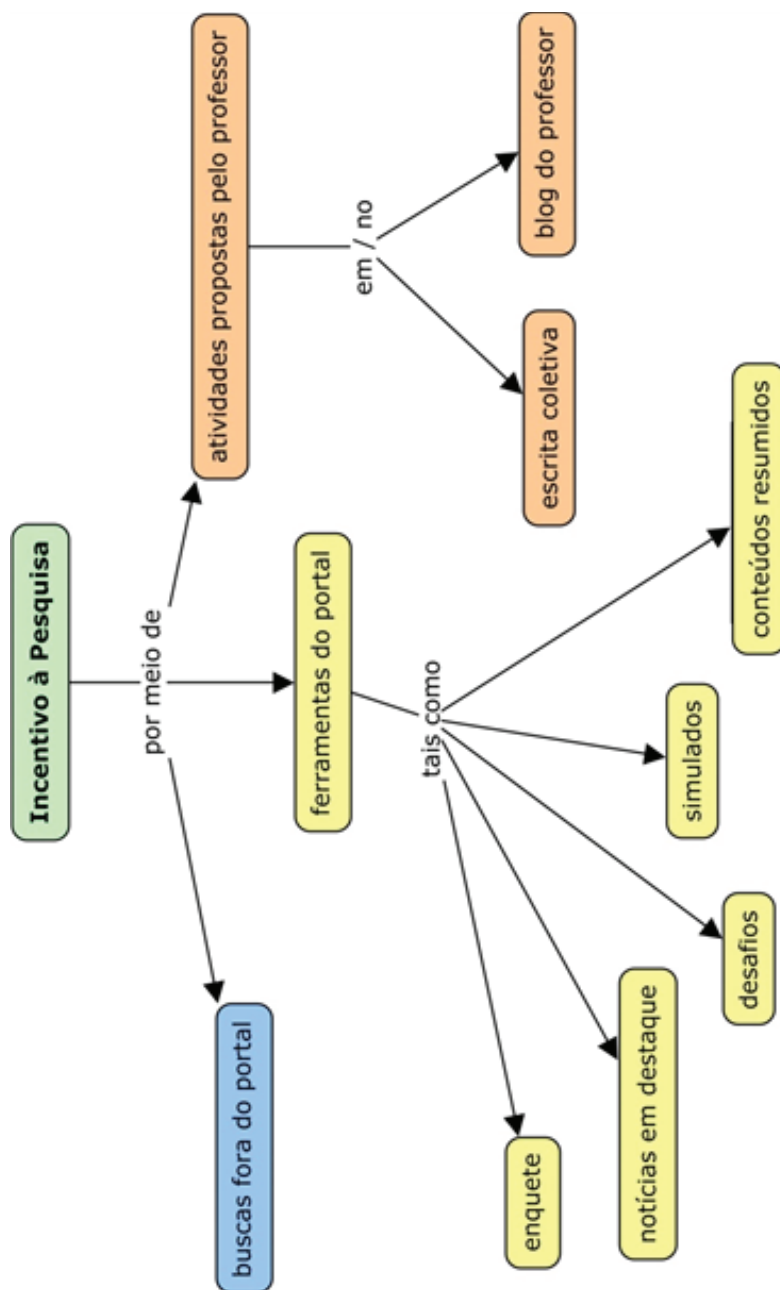 Incentivo à Pesquisa
por meio de
buscas fora do portal
ferramentas do portal
atividades propostas pelo professor
tais como
em / no
enquete
notícias em destaque
desafios
simulados
conteúdos resumidos
escrita coletiva
blog do professor